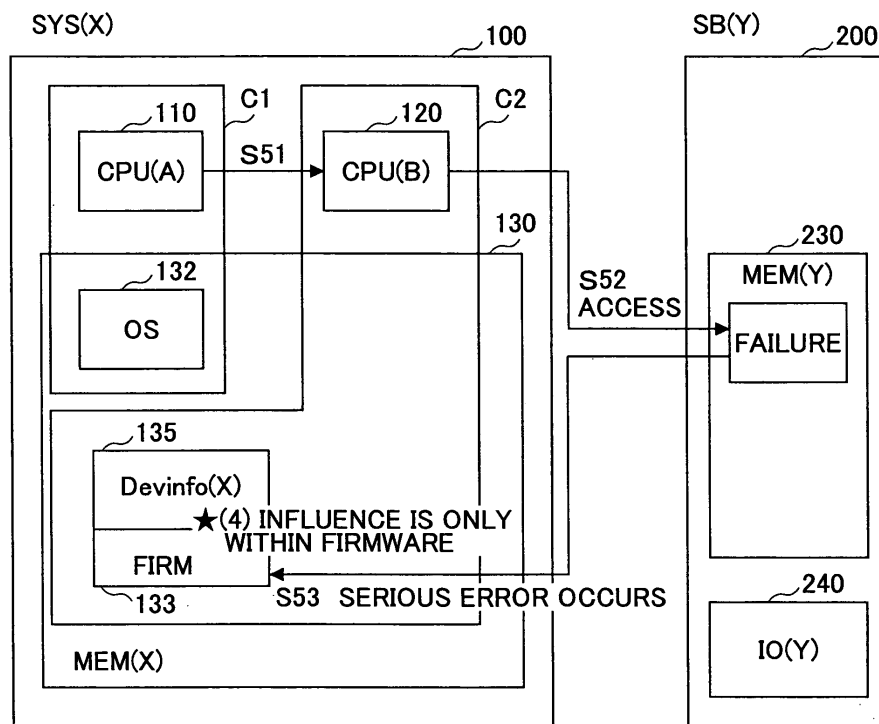 SYS(X)
100
SB(Y)
200
110
C1
120
C2
CPU(A)
S51
CPU(B)
130
132
OS
230
MEM(Y)
S52
ACCESS
FAILURE
135
Devinfo(X)
★(4) INFLUENCE IS ONLY
WITHIN FIRMWARE
FIRM
133
S53 SERIOUS ERROR OCCURS
240
IO(Y)
MEM(X)